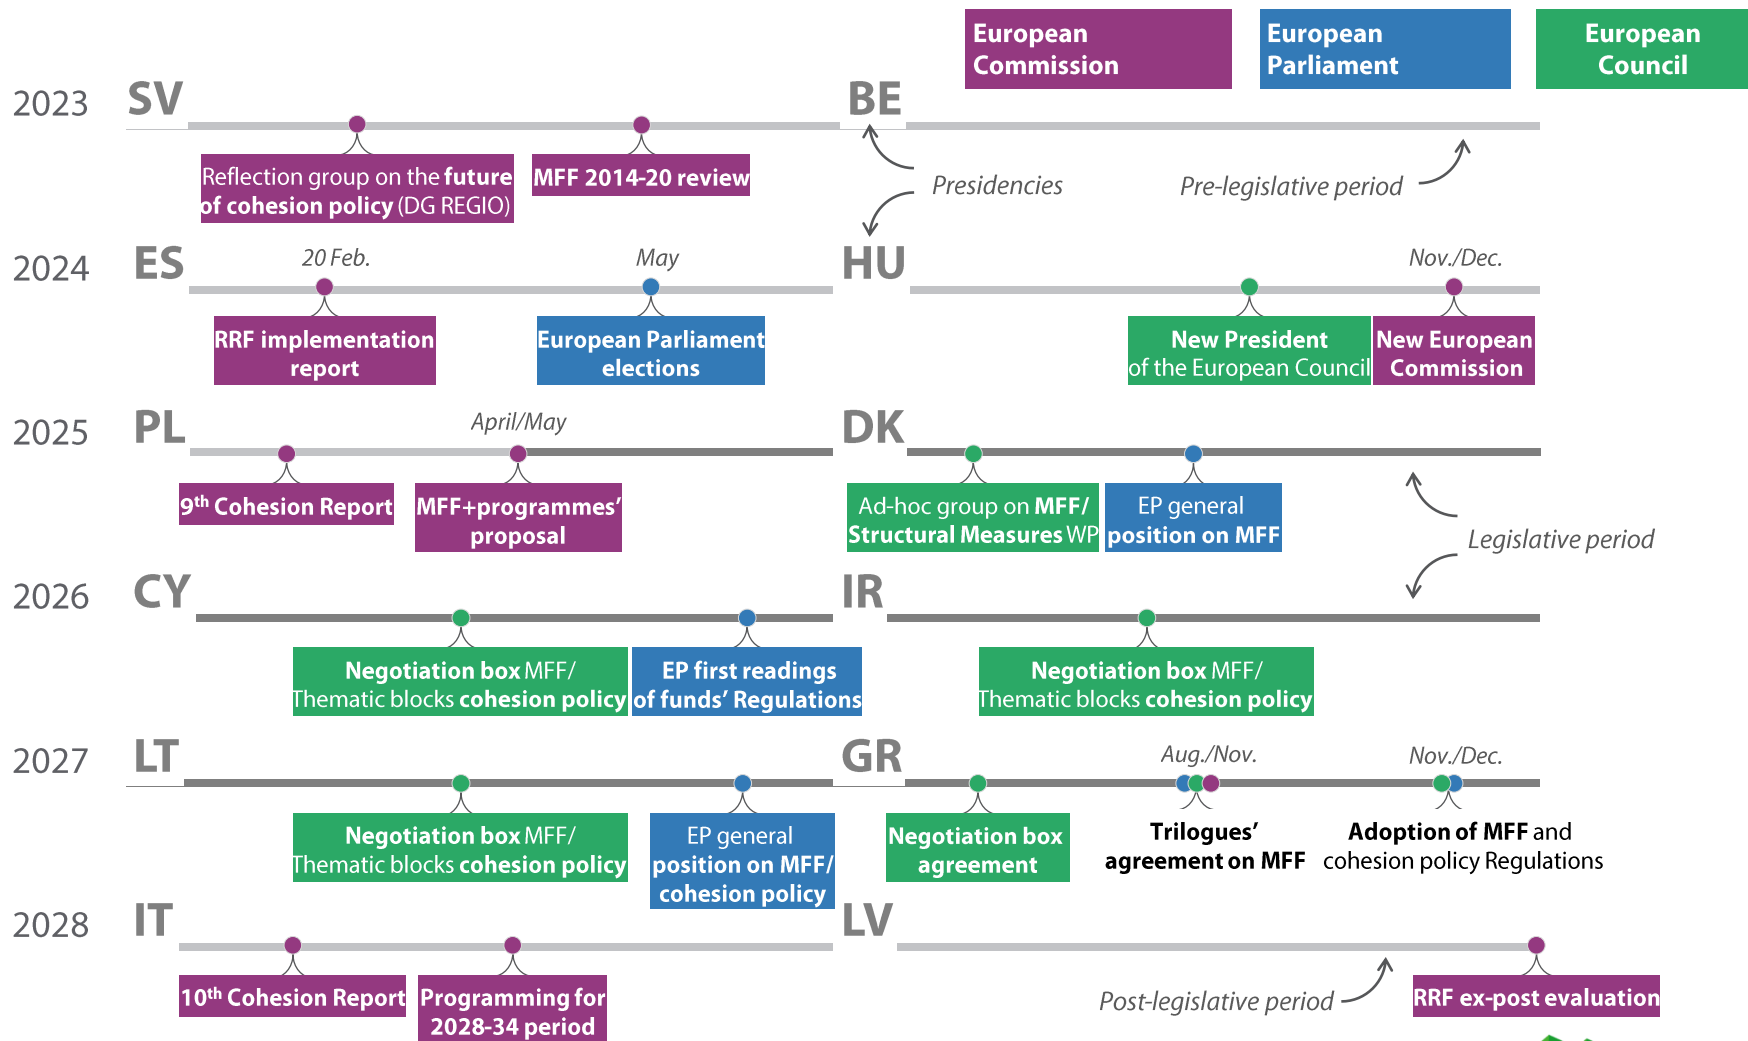 European
Commission
European
Parliament
European
Council
2023
SV
BE
Reflection group on the future
of cohesion policy (DG REGIO)
MFF 2014-20 review
Presidencies
Pre-legislative period
2024
ES
20 Feb.
May
HU
Nov./Dec.
RRF implementation
report
European Parliament
elections
New President
of the European Council
New European
Commission
2025
PL
April/May
DK
9th Cohesion Report
MFF+programmes’
proposal
Ad-hoc group on MFF/
Structural Measures WP
EP general
position on MFF
Legislative period
2026
CY
IR
Negotiation box MFF/
Thematic blocks cohesion policy
EP first readings
of funds’ Regulations
Negotiation box MFF/
Thematic blocks cohesion policy
2027
LT
GR
Aug./Nov.
Nov./Dec.
Negotiation box MFF/
Thematic blocks cohesion policy
EP general
position on MFF/
cohesion policy
Negotiation box
agreement
Trilogues’
agreement on MFF
Adoption of MFF and
cohesion policy Regulations
2028
IT
LV
10th Cohesion Report
Programming for
2028-34 period
Post-legislative period
RRF ex-post evaluation